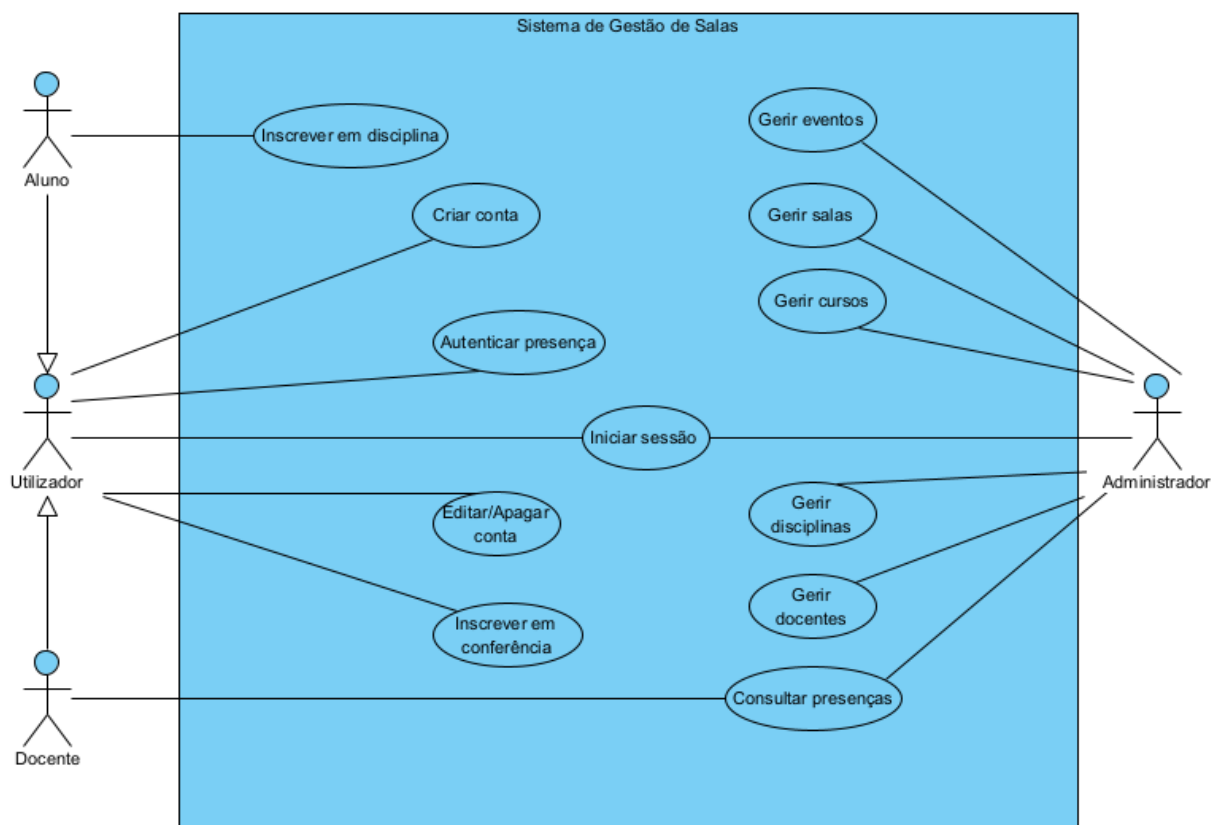 Sistema de Gestão de Salas
Inscrever em disciplina
Gerir eventos
Aluno
Criar conta
Gerir salas
Gerir cursos
Autenticar presença
Iniciar sessão
Utilizador
Administrador
Editar/Apagar
conta
Gerir
disciplinas
Gerir
docentes
Inscrever em
conferência
Consultar presenças
Docente